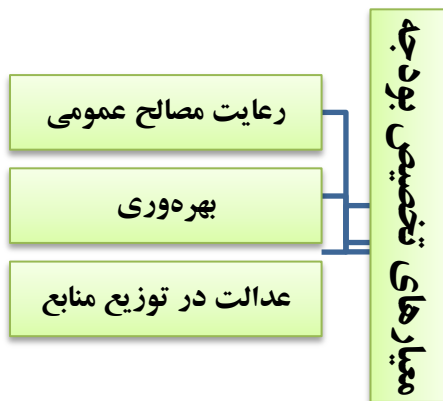 معیارهای تخصیص بودجه
رعایت مصالح عمومی
بهره‌وری
عدالت در توزیع منابع